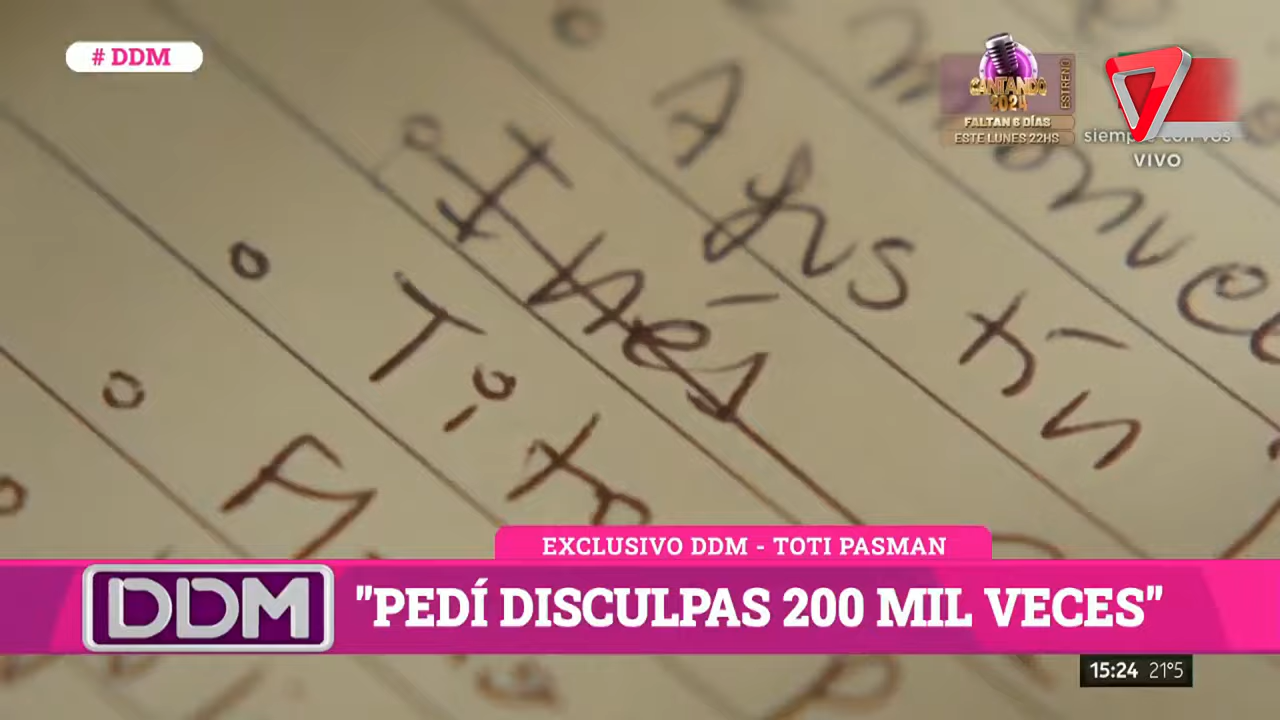 # DDM
CANTANDO
2024
ESTRENO
FALTAN 6 DÍAS
ESTE LUNES 22HS
siempre con vos
VIVO
Agustín
Inés
Tito
EXCLUSIVO DDM - TOTI PASMAN
DDM
"PEDÍ DISCULPAS 200 MIL VECES"
15:24 21°5